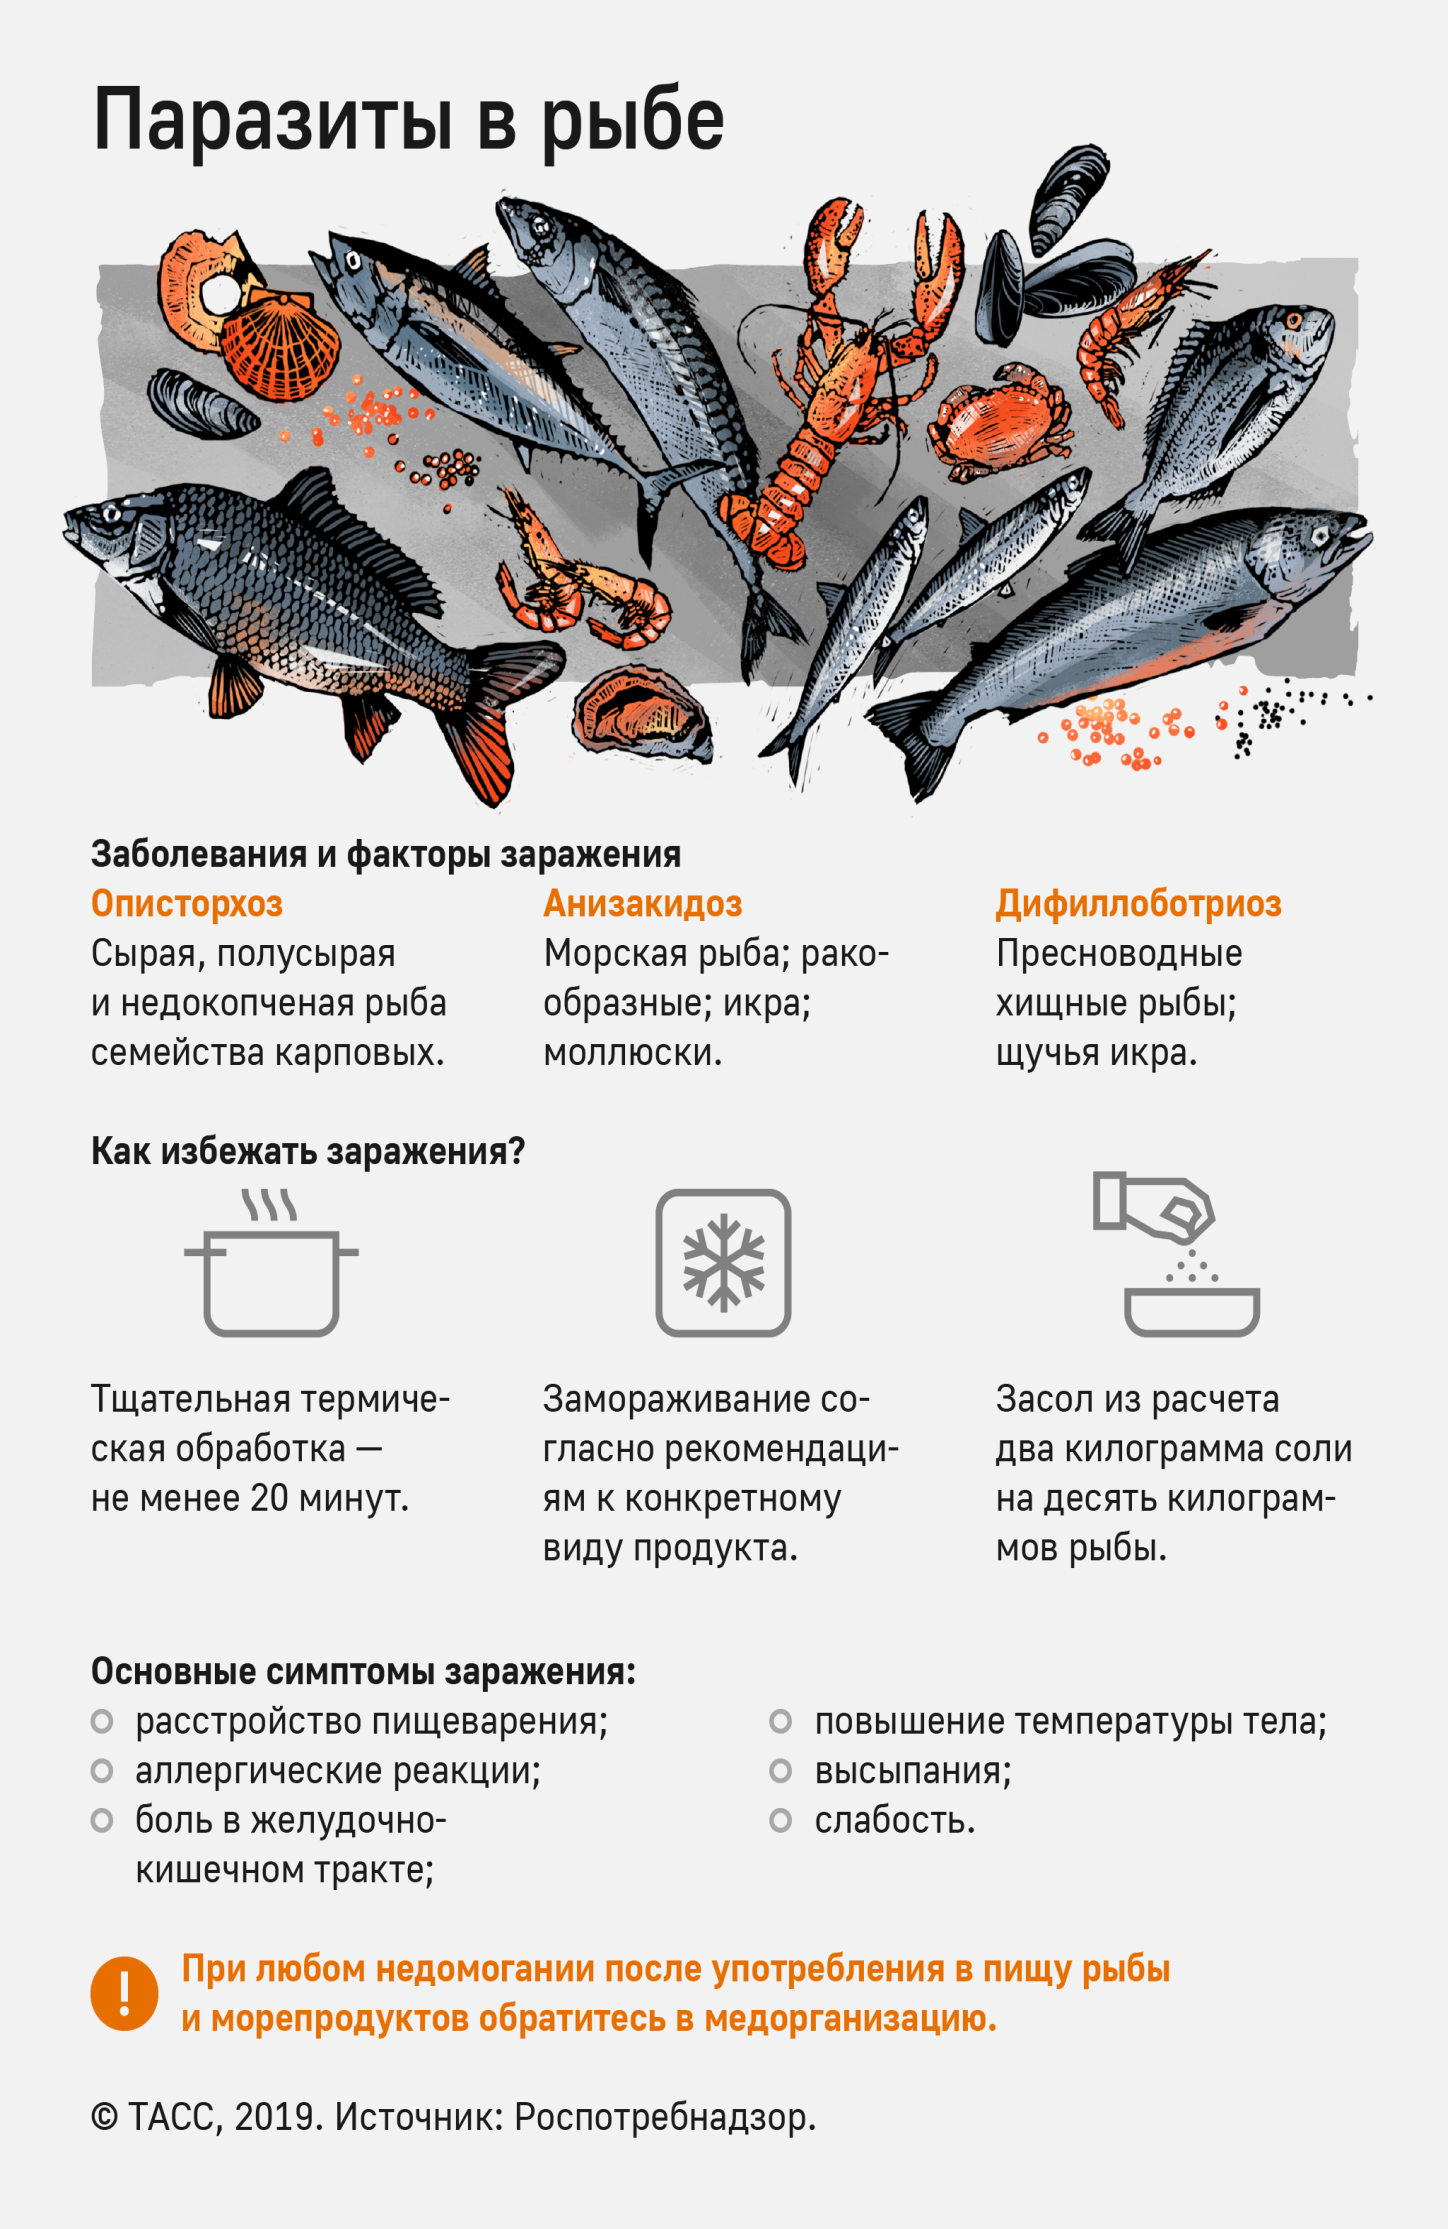 Паразиты в рыбе
Заболевания и факторы заражения
Описторхоз
Сырая, полусырая
и недокопченая рыба
семейства карповых.
Анизакидоз
Морская рыба; рако-
образные; икра;
моллюски.
Дифиллоботриоз
Пресноводные
хищные рыбы;
щучья икра.
Как избежать заражения?
Тщательная термиче-
ская обработка —
не менее 20 минут.
Замораживание со-
гласно рекомендаци-
ям к конкретному
виду продукта.
Засол из расчета
два килограмма соли
на десять килограм-
мов рыбы.
Основные симптомы заражения:
расстройство пищеварения;
аллергические реакции;
боль в желудочно-
кишечном тракте;
повышение температуры тела;
высыпания;
слабость.
При любом недомогании после употребления в пищу рыбы
и морепродуктов обратитесь в медорганизацию.
© ТАСС, 2019. Источник: Роспотребнадзор.